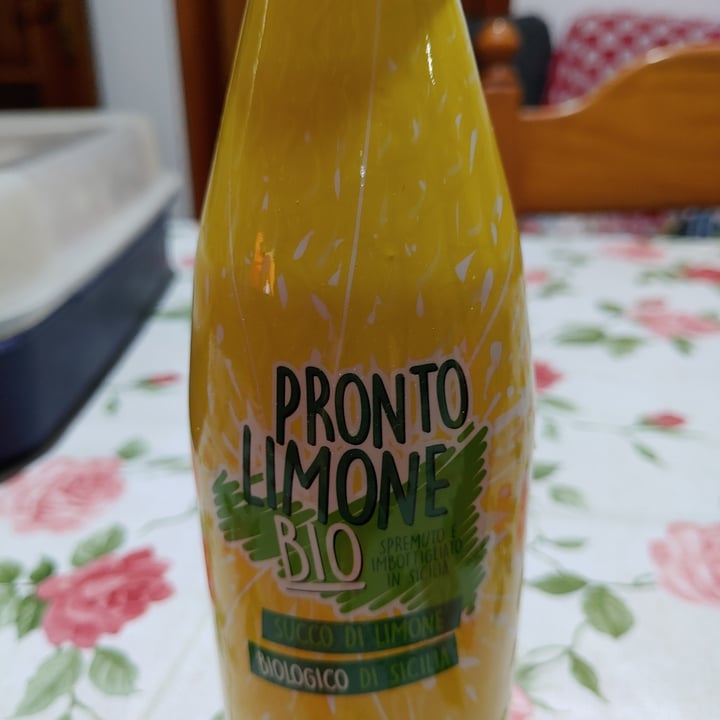 PRONTO
LIMONE
BIO
SPREMUTO E
IMBOTTIGLIATO
IN SICILIA
SUCCO DI LIMONE
BIOLOGICO DI SICILIA